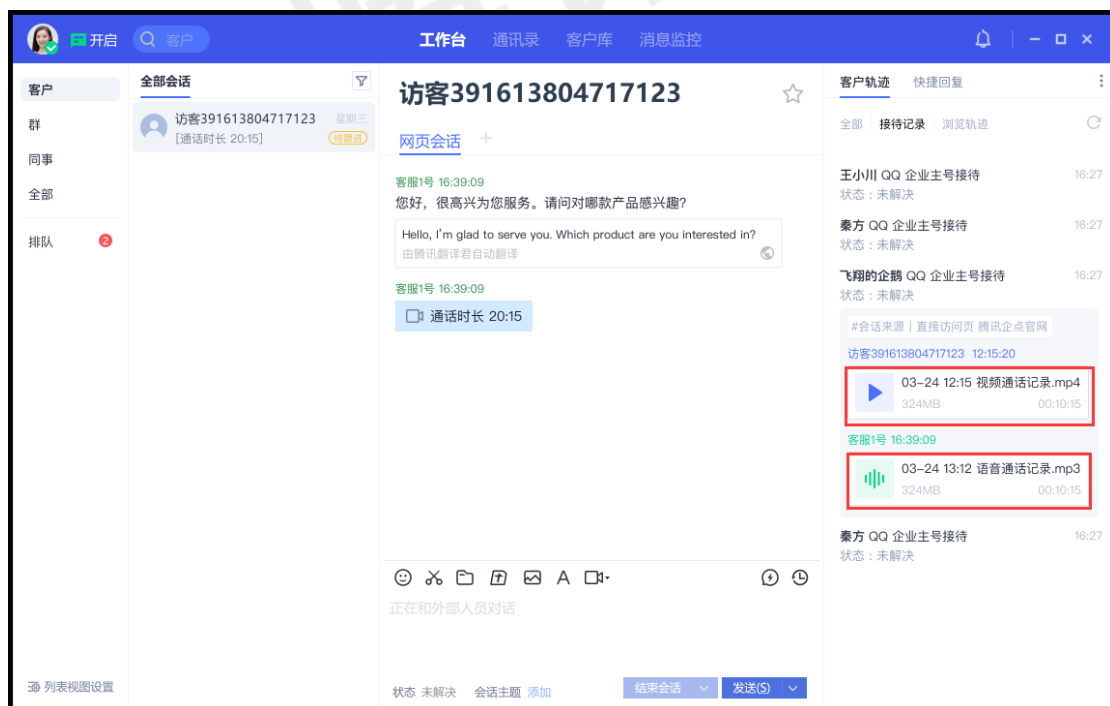 开启
客户
工作台 通讯录 客户库 消息监控
客户
群
同事
全部
排队 2
列表视图设置
全部会话
访客391613804717123 星期三
[通话时长 20:15] 待跟进
访客391613804717123
网页会话
客服1号 16:39:09
您好，很高兴为您服务。请问对哪款产品感兴趣?
Hello, I'm glad to serve you. Which product are you interested in?
由腾讯翻译君自动翻译
客服1号 16:39:09
通话时长 20:15
正在和外部人员对话
状态 未解决 会话主题 添加
结束会话 发送(S)
客户轨迹 快捷回复
全部 接待记录 浏览轨迹
王小川 QQ 企业主号接待 16:27
状态：未解决
秦方 QQ 企业主号接待 16:27
状态：未解决
飞翔的企鹅 QQ 企业主号接待 16:27
状态：未解决
#会话来源｜直接访问页 腾讯企点官网
访客391613804717123 12:15:20
03-24 12:15 视频通话记录.mp4
324MB 00:10:15
客服1号 16:39:09
03-24 13:12 语音通话记录.mp3
324MB 00:10:15
秦方 QQ 企业主号接待 16:27
状态：未解决